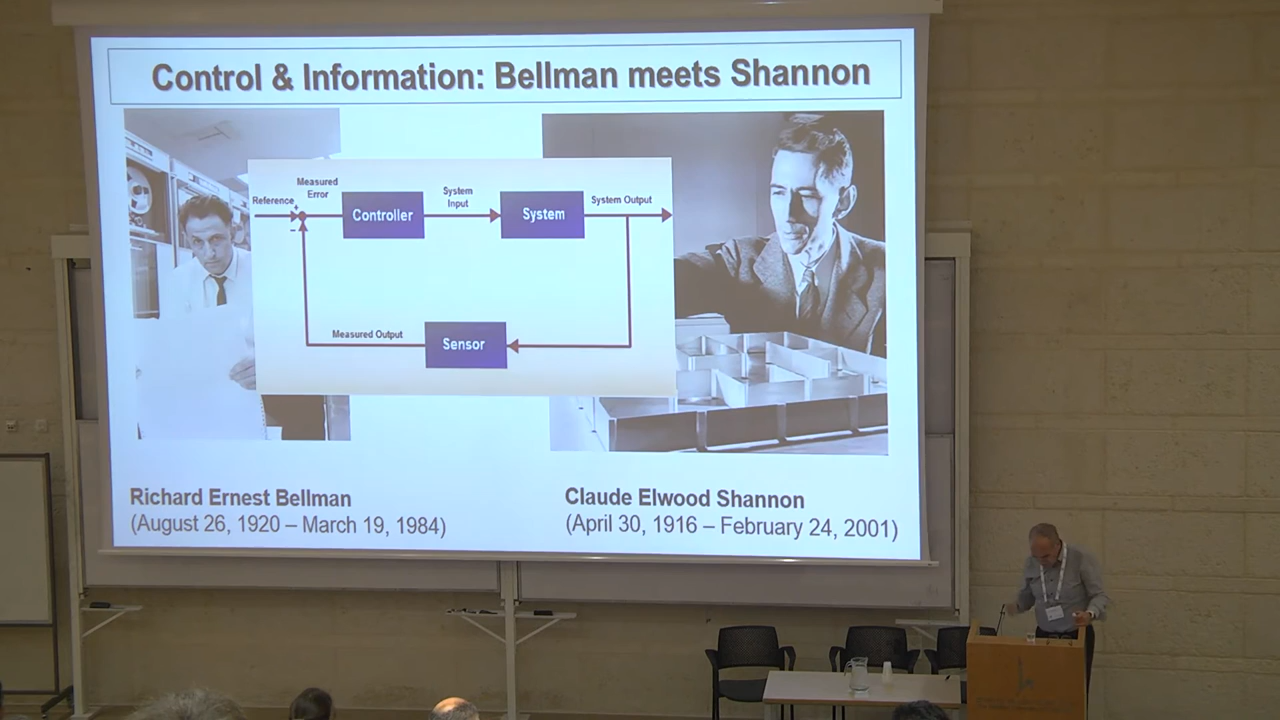 Control & Information: Bellman meets Shannon
Measured
Error
System
Input
System Output
Reference
+
-
Controller
System
Measured Output
Sensor
Richard Ernest Bellman
(August 26, 1920 – March 19, 1984)
Claude Elwood Shannon
(April 30, 1916 – February 24, 2001)